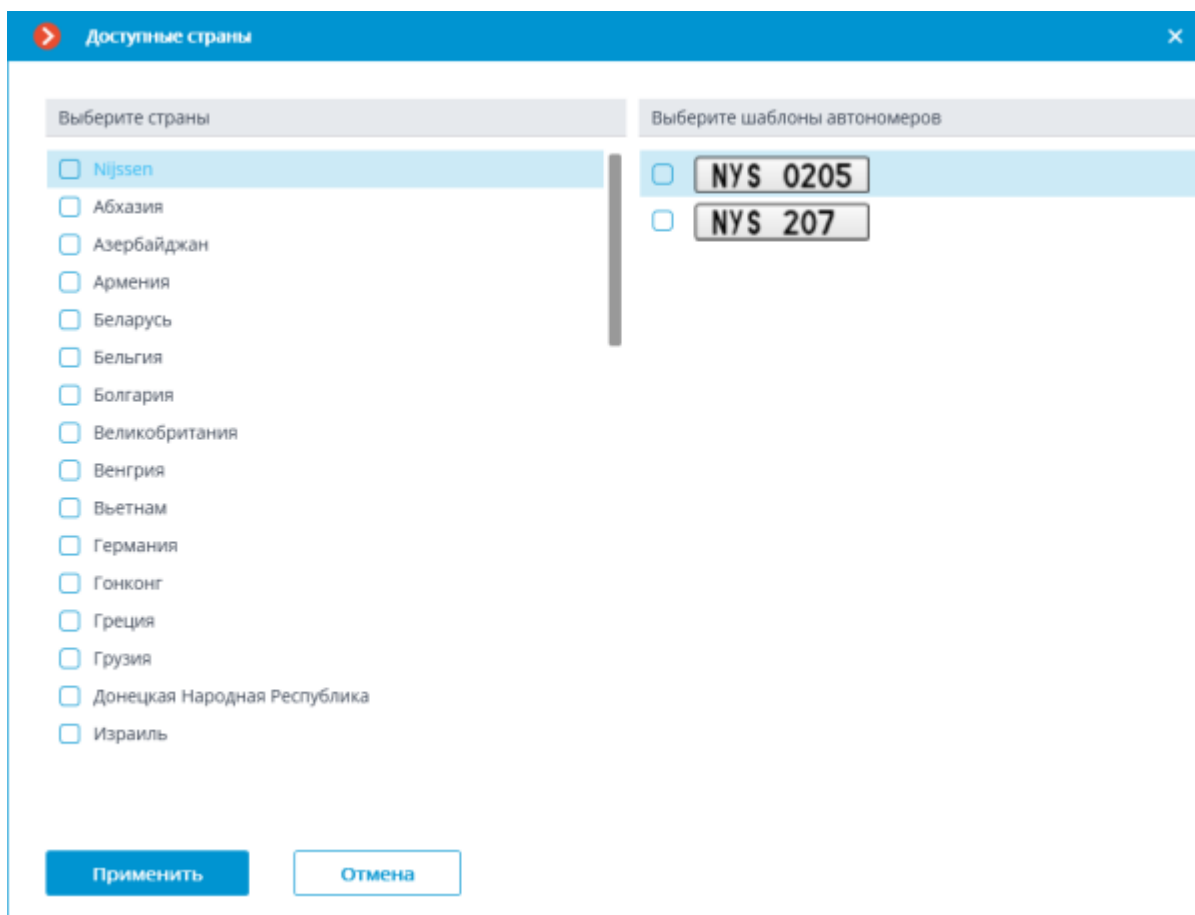 Доступные страны
Выберите страны
Выберите шаблоны автономеров
Nijssen
Абхазия
Азербайджан
Армения
Беларусь
Бельгия
Болгария
Великобритания
Венгрия
Вьетнам
Германия
Гонконг
Греция
Грузия
Донецкая Народная Республика
Израиль
NYS 0205
NYS 207
Применить
Отмена